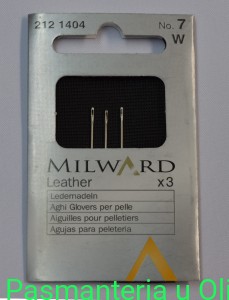 212 1404 No. 7
W
MILWARD
Leather x3
Ledernadeln
Aghi Glovers per pelle
Aiguilles pour pelletiers
Agujas para peleteria
Pasmanteria u Oli